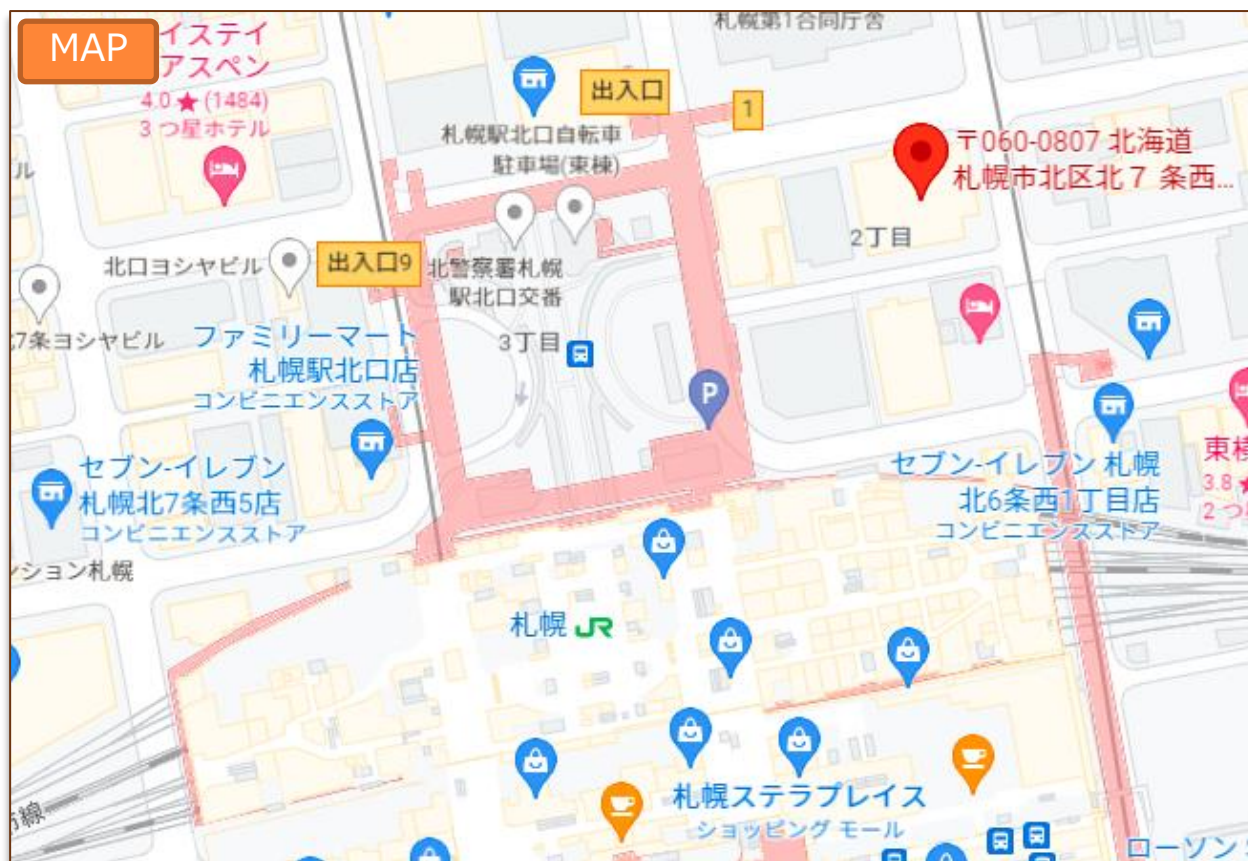 MAP
イステイ
アスペン
4.0★(1484)
3つ星ホテル
札幌第1合同庁舎
出入口
1
札幌駅北口自転車
駐車場(東棟)
〒060-0807 北海道
札幌市北区北7 条西...
ル
2丁目
北口ヨシヤビル
出入口9
北警察署札幌
駅北口交番
7条ヨシヤビル
ファミリーマート
札幌駅北口店
コンビニエンスストア
3丁目
P
セブン-イレブン
札幌北7条西5店
コンビニエンスストア
セブン-イレブン 札幌
北6条西1丁目店
コンビニエンスストア
東横
3.8★
2つ
ンション札幌
札幌 JR
札幌ステラプレイス
ショッピング モール
線
ローソン